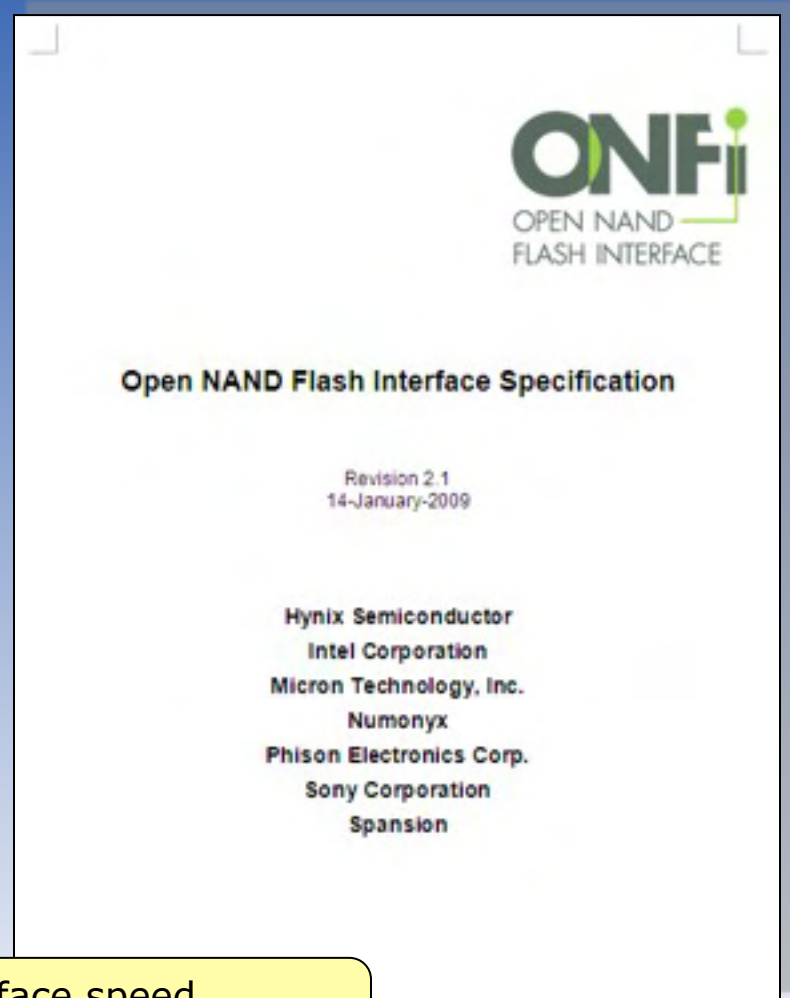 ONFi
OPEN NAND
FLASH INTERFACE
Open NAND Flash Interface Specification
Revision 2.1
14-January-2009
Hynix Semiconductor
Intel Corporation
Micron Technology, Inc.
Numonyx
Phison Electronics Corp.
Sony Corporation
Spansion
speed